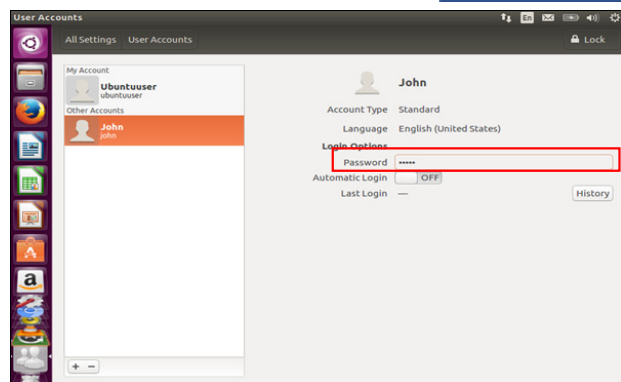 User Accounts
En
All Settings User Accounts
Lock
My Account
Ubuntuuser
ubuntuuser
Other Accounts
John
john
John
Account Type Standard
Language English (United States)
Login Options
Password •••••
Automatic Login OFF
Last Login —
History
a
+ -